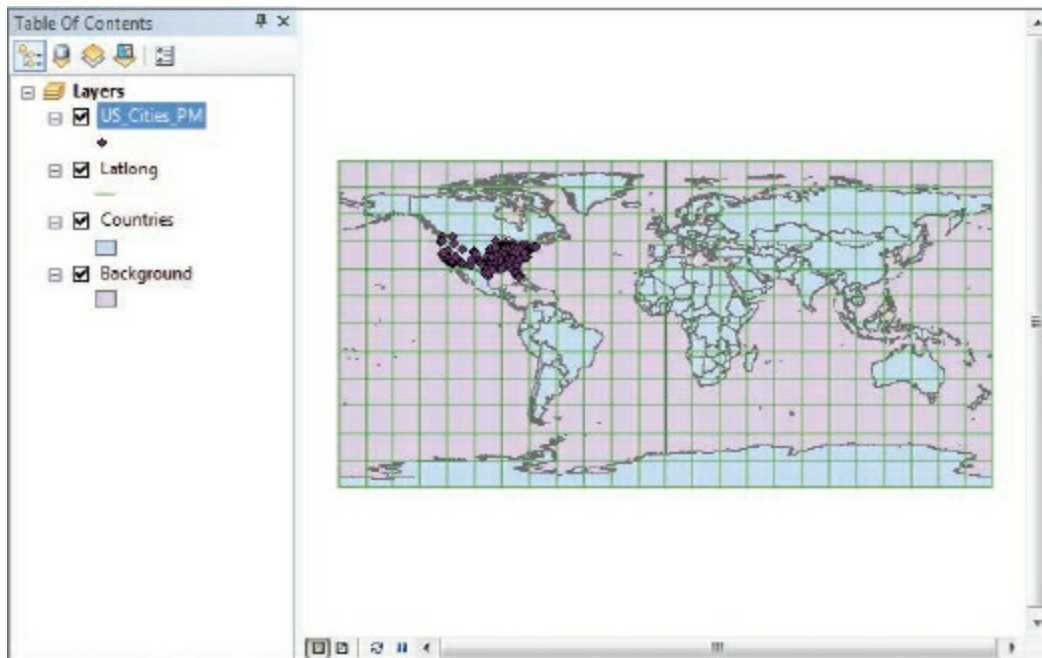 Table Of Contents
Layers
US_Cities_PM
Latlong
Countries
Background